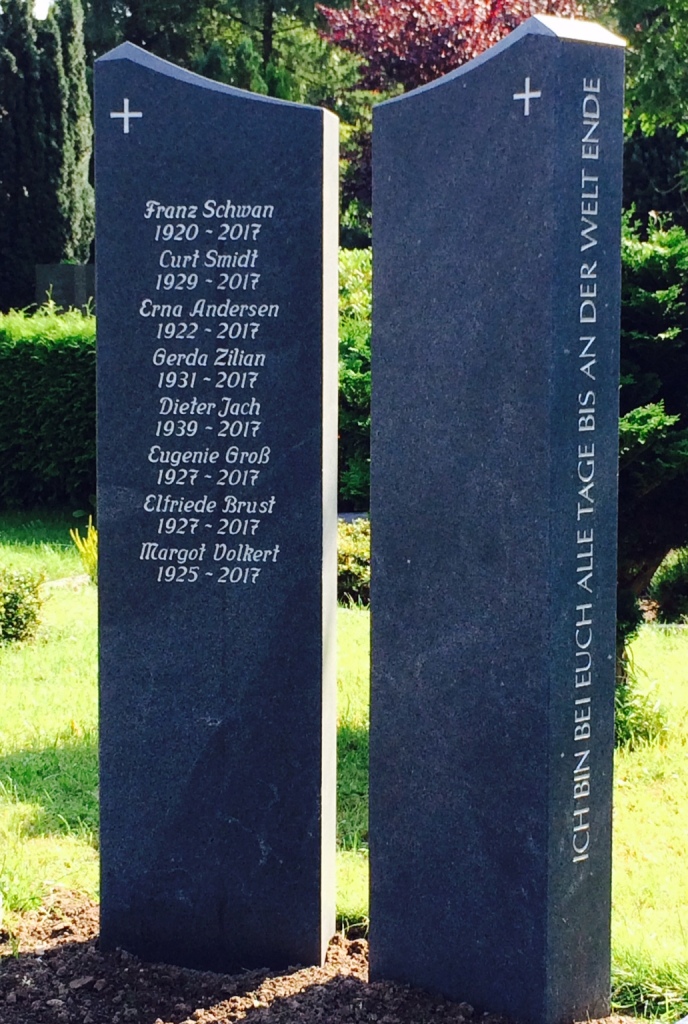 Franz Schwan
1920 ~ 2017
Curt Smidt
1929 ~ 2017
Erna Andersen
1922 ~ 2017
Gerda Zilian
1931 ~ 2017
Dieter Jach
1939 ~ 2017
Eugenie Groß
1927 ~ 2017
Elfriede Brust
1927 ~ 2017
Margot Volkert
1925 ~ 2017
ICH BIN BEI EUCH ALLE TAGE BIS AN DER WELT ENDE